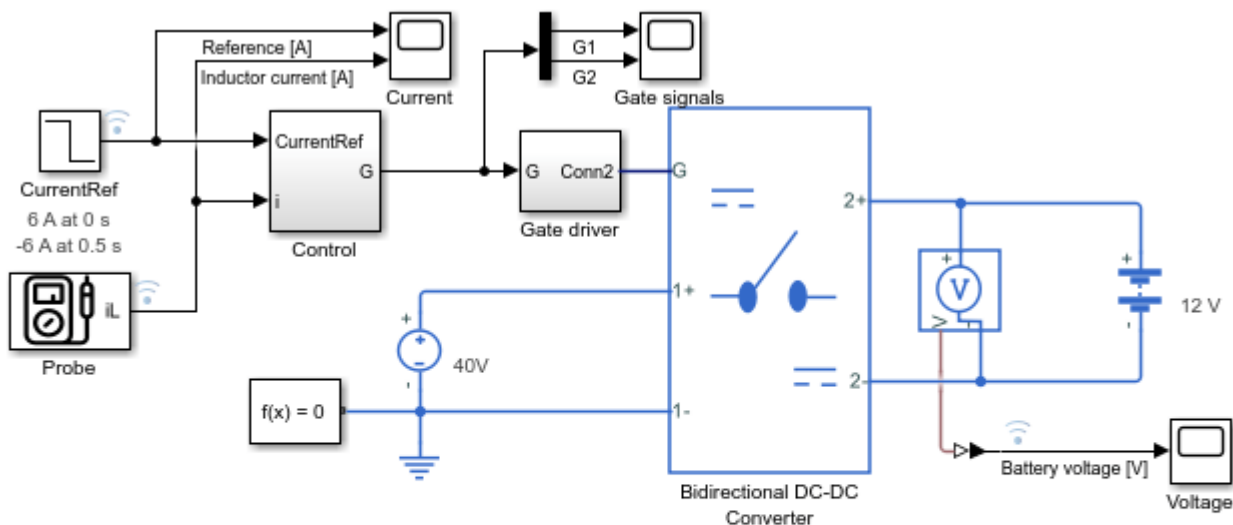 Reference [A]
Inductor current [A]
Current
G1
G2
Gate signals
CurrentRef
6 A at 0 s
-6 A at 0.5 s
CurrentRef
i
G
Control
G
Conn2
Gate driver
iL
Probe
G
1+
1-
2+
2-
Bidirectional DC-DC
Converter
+
-
40V
f(x) = 0
+
V
V
-
+
-
12 V
Battery voltage [V]
Voltage